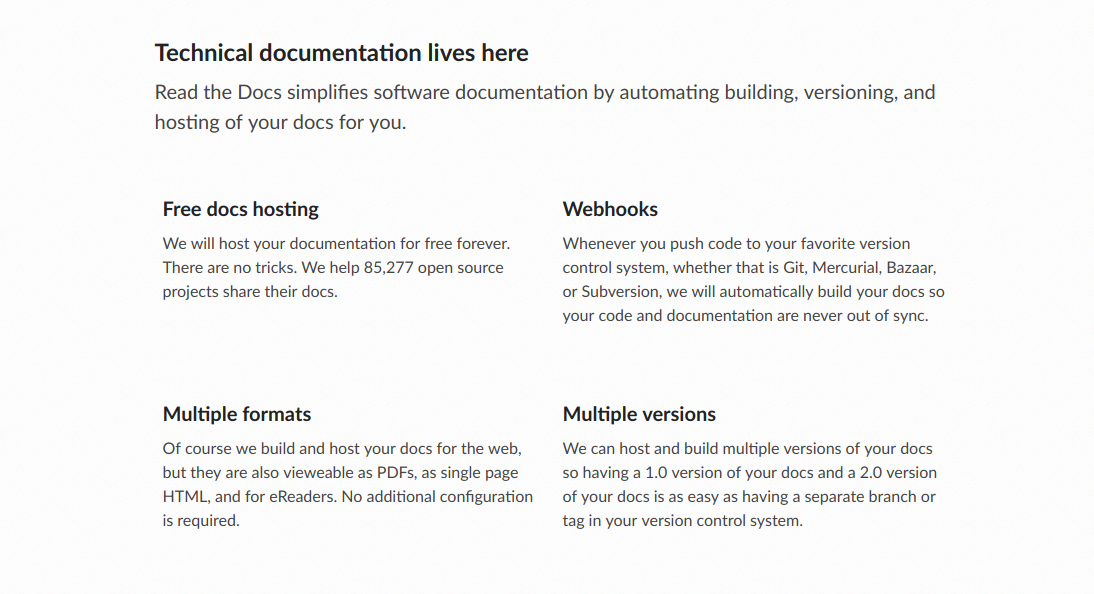 Technical documentation lives here
Read the Docs simplifies software documentation by automating building, versioning, and
hosting of your docs for you.
Free docs hosting
We will host your documentation for free forever.
There are no tricks. We help 85,277 open source
projects share their docs.
Webhooks
Whenever you push code to your favorite version
control system, whether that is Git, Mercurial, Bazaar,
or Subversion, we will automatically build your docs so
your code and documentation are never out of sync.
Multiple formats
Of course we build and host your docs for the web,
but they are also vieweable as PDFs, as single page
HTML, and for eReaders. No additional configuration
is required.
Multiple versions
We can host and build multiple versions of your docs
so having a 1.0 version of your docs and a 2.0 version
of your docs is as easy as having a separate branch or
tag in your version control system.